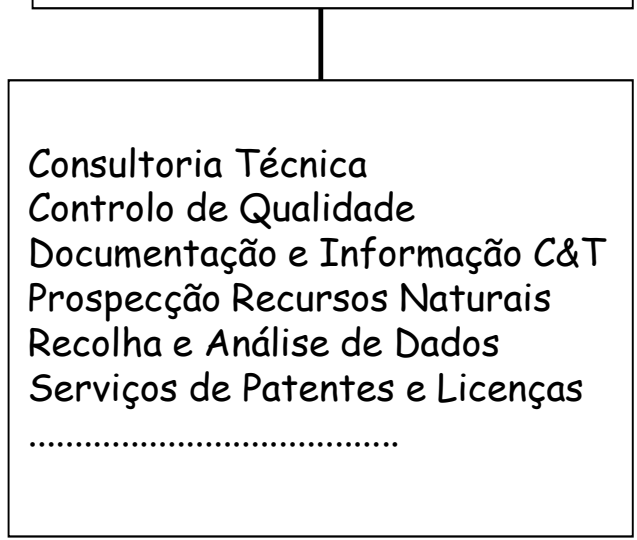 Consultoria Técnica
Controlo de Qualidade
Documentação e Informação C&T
Prospecção Recursos Naturais
Recolha e Análise de Dados
Serviços de Patentes e Licenças
........................................